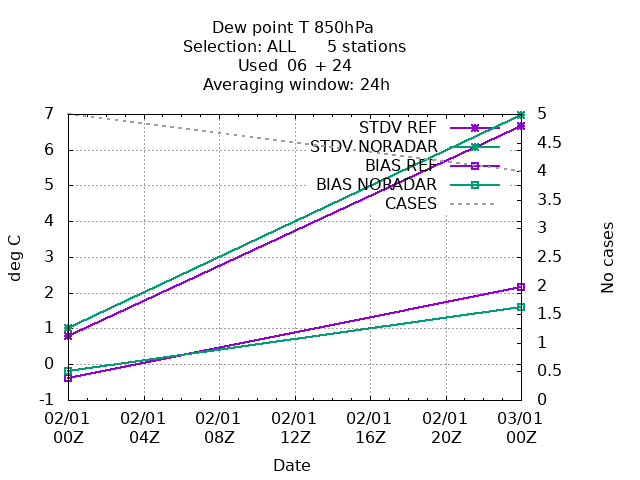 Dew point T 850hPa
Selection: ALL 5 stations
Used 06 + 24
Averaging window: 24h
STDV REF
STDV NORADAR
BIAS REF
BIAS NORADAR
CASES
7
6
5
4
3
2
1
0
-1
deg C
5
4.5
4
3.5
3
2.5
2
1.5
1
0.5
0
No cases
02/01 02/01 02/01 02/01 02/01 02/01 03/01
00Z 04Z 08Z 12Z 16Z 20Z 00Z
Date